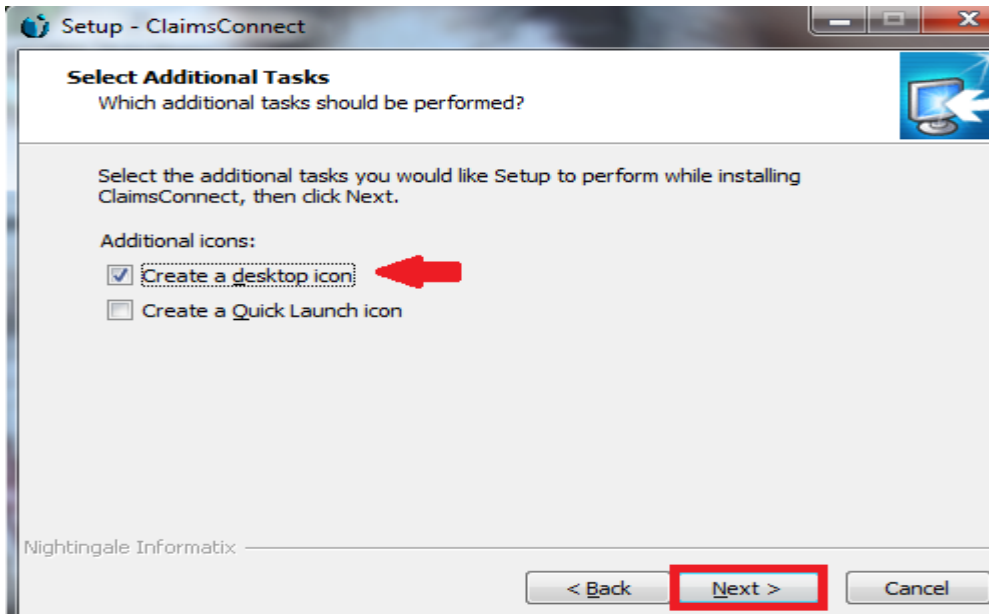 Setup - ClaimsConnect
Select Additional Tasks
Which additional tasks should be performed?
Select the additional tasks you would like Setup to perform while installing
ClaimsConnect, then click Next.
Additional icons:
Create a desktop icon
Create a Quick Launch icon
Nightingale Informatix
< Back Next > Cancel